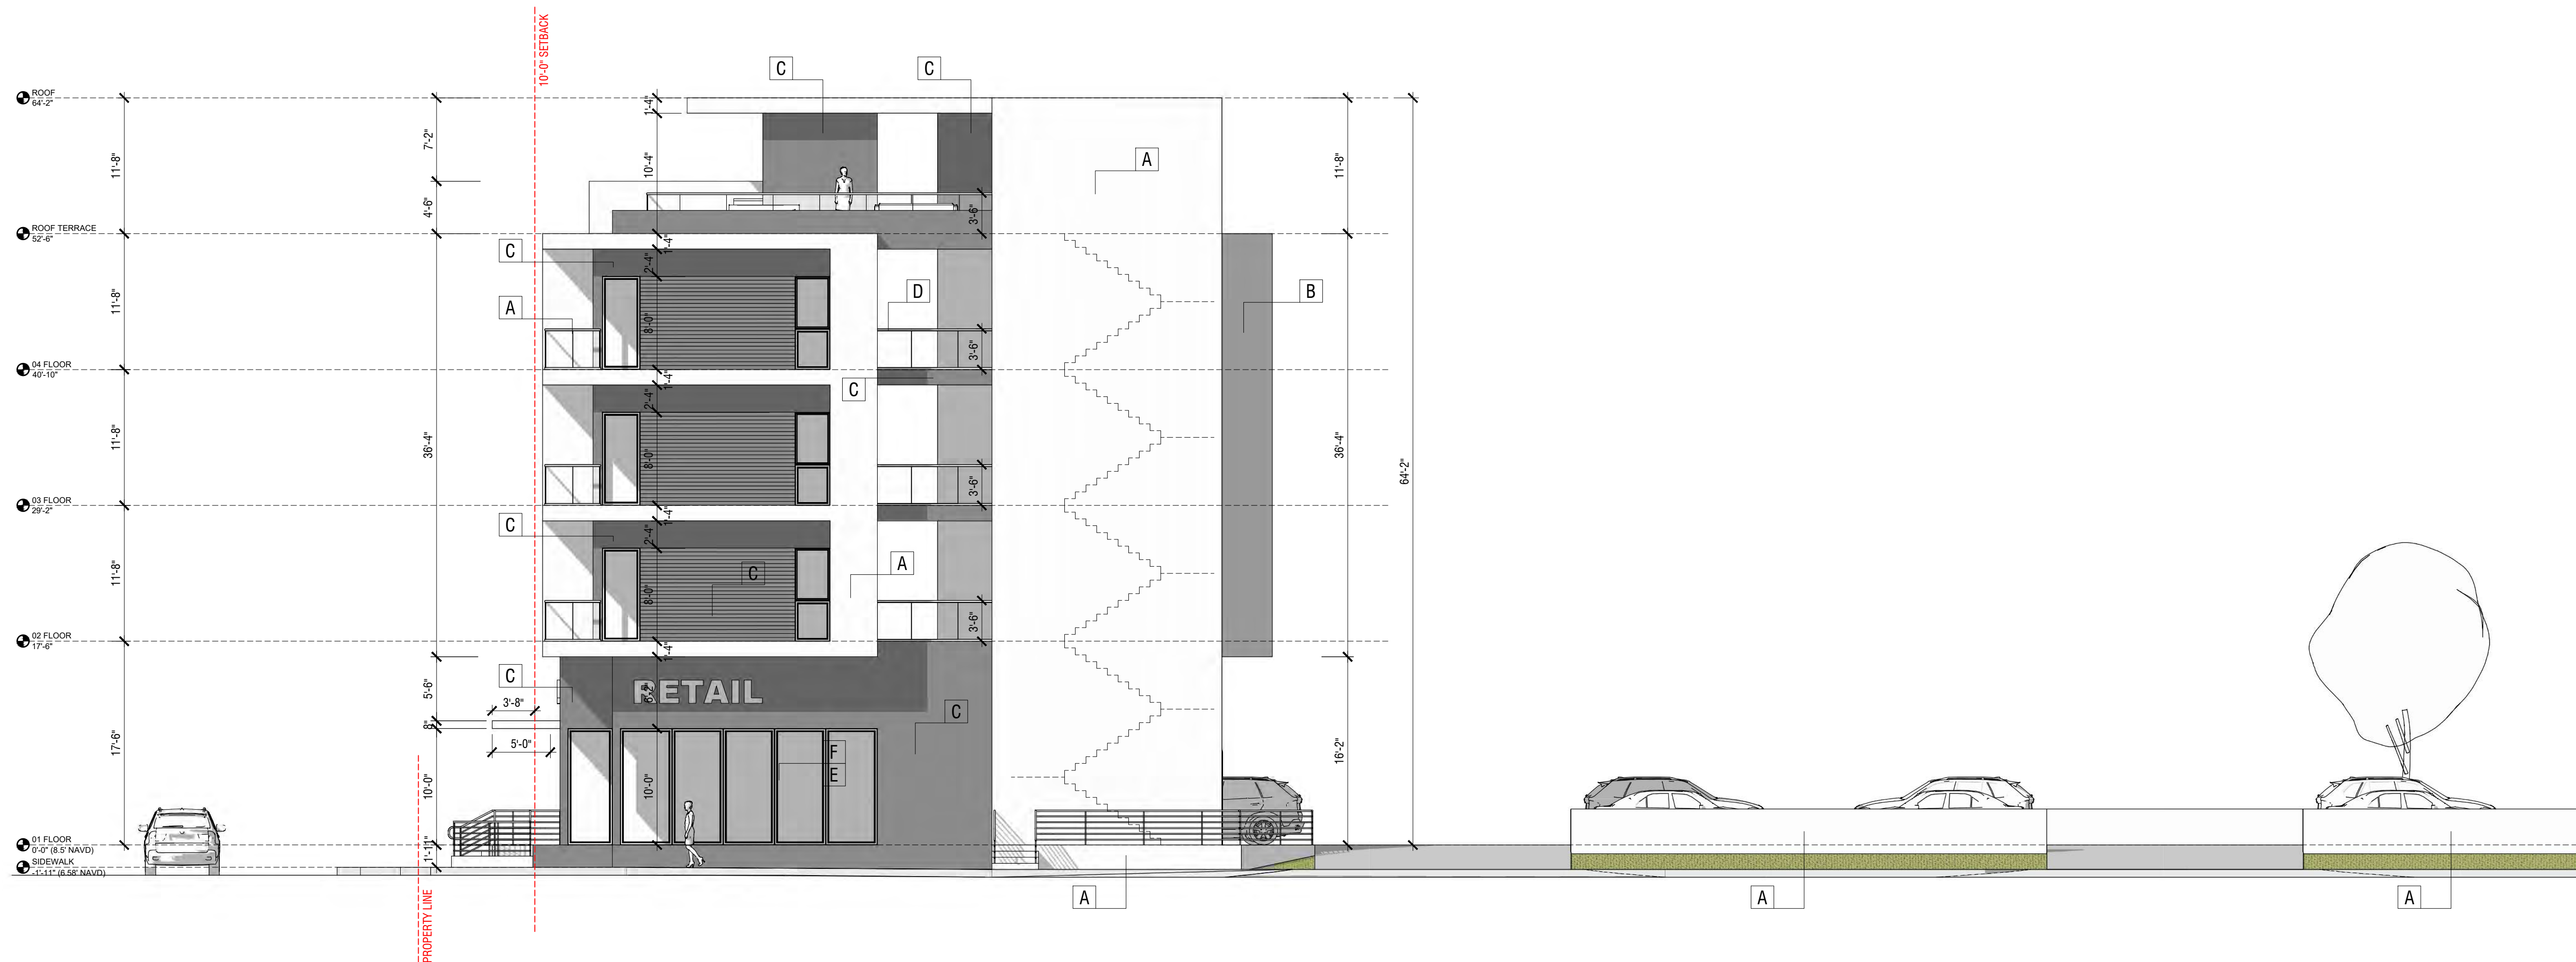 10'-0" SETBACK
C
C
ROOF
64'-2"
1'-4"
7'-2"
11'-8"
10'-4"
A
11'-8"
4'-6"
3'-6"
ROOF TERRACE
52'-6"
1'-4"
C
2'-4"
D
B
A
11'-8"
8'-0"
3'-6"
04 FLOOR
40'-10"
1'-4"
C
2'-4"
11'-8"
36'-4"
8'-0"
36'-4"
64'-2"
3'-6"
03 FLOOR
29'-2"
1'-4"
C
2'-4"
A
C
11'-8"
8'-0"
3'-6"
02 FLOOR
17'-6"
1'-4"
C
5'-6"
RETAIL
6'-2"
3'-8"
C
8"
17'-6"
5'-0"
F
E
16'-2"
10'-0"
10'-0"
01 FLOOR
0'-0" (8.5' NAVD)
1'-11"
SIDEWALK
-1'-11" (6.58' NAVD)
A
A
A
PROPERTY LINE